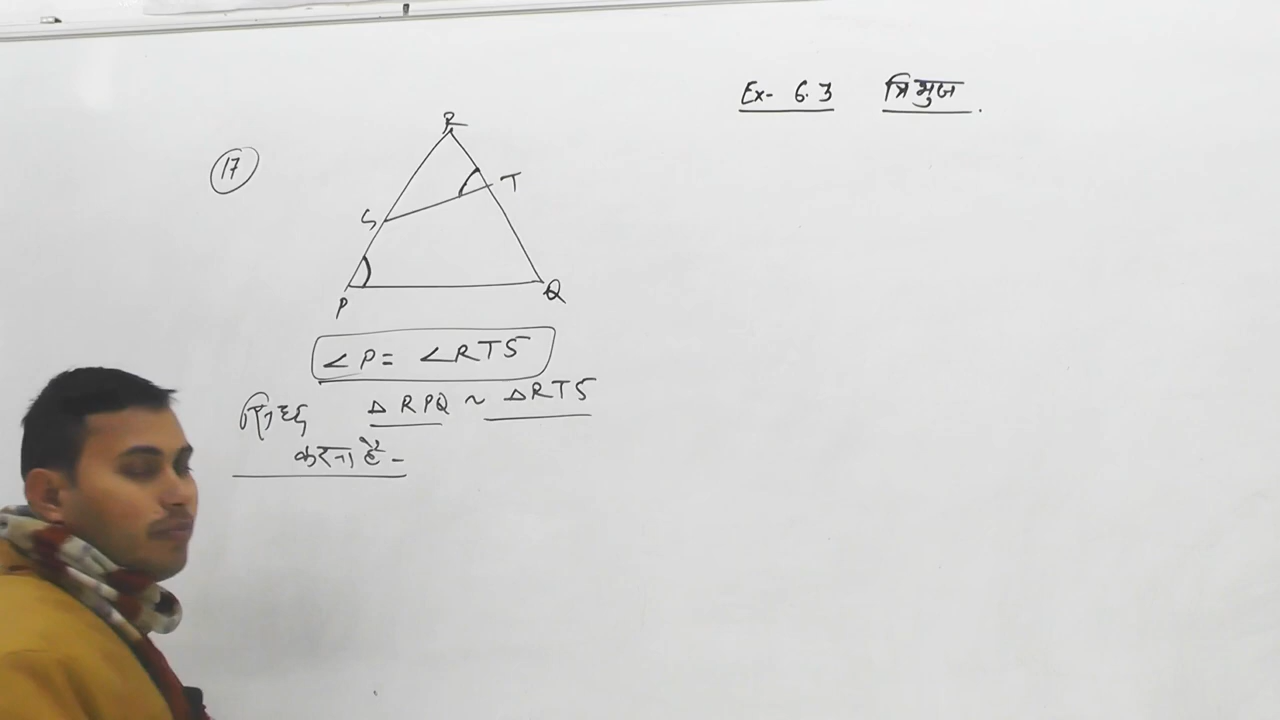 Ex- 6.3 त्रिभुज .
17
R
T
S
P
Q
∠P = ∠RTS
सिद्ध △ RPQ ~ △RTS
करना है -